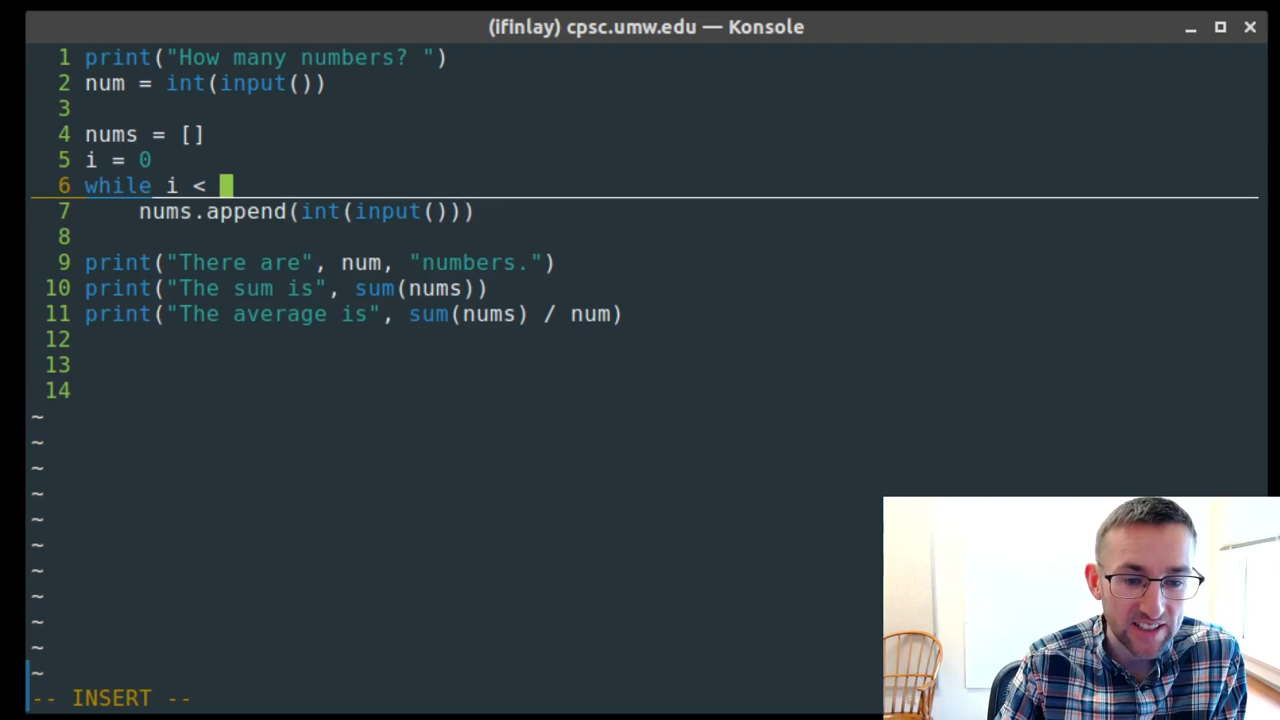 (ifinlay) cpsc.umw.edu — Konsole
1 print("How many numbers? ")
2 num = int(input())
3
4 nums = []
5 i = 0
6 while i <
7     nums.append(int(input()))
8
9 print("There are", num, "numbers.")
10 print("The sum is", sum(nums))
11 print("The average is", sum(nums) / num)
12
13
14
~
~
~
~
~
~
~
~
~
~
~
-- INSERT --